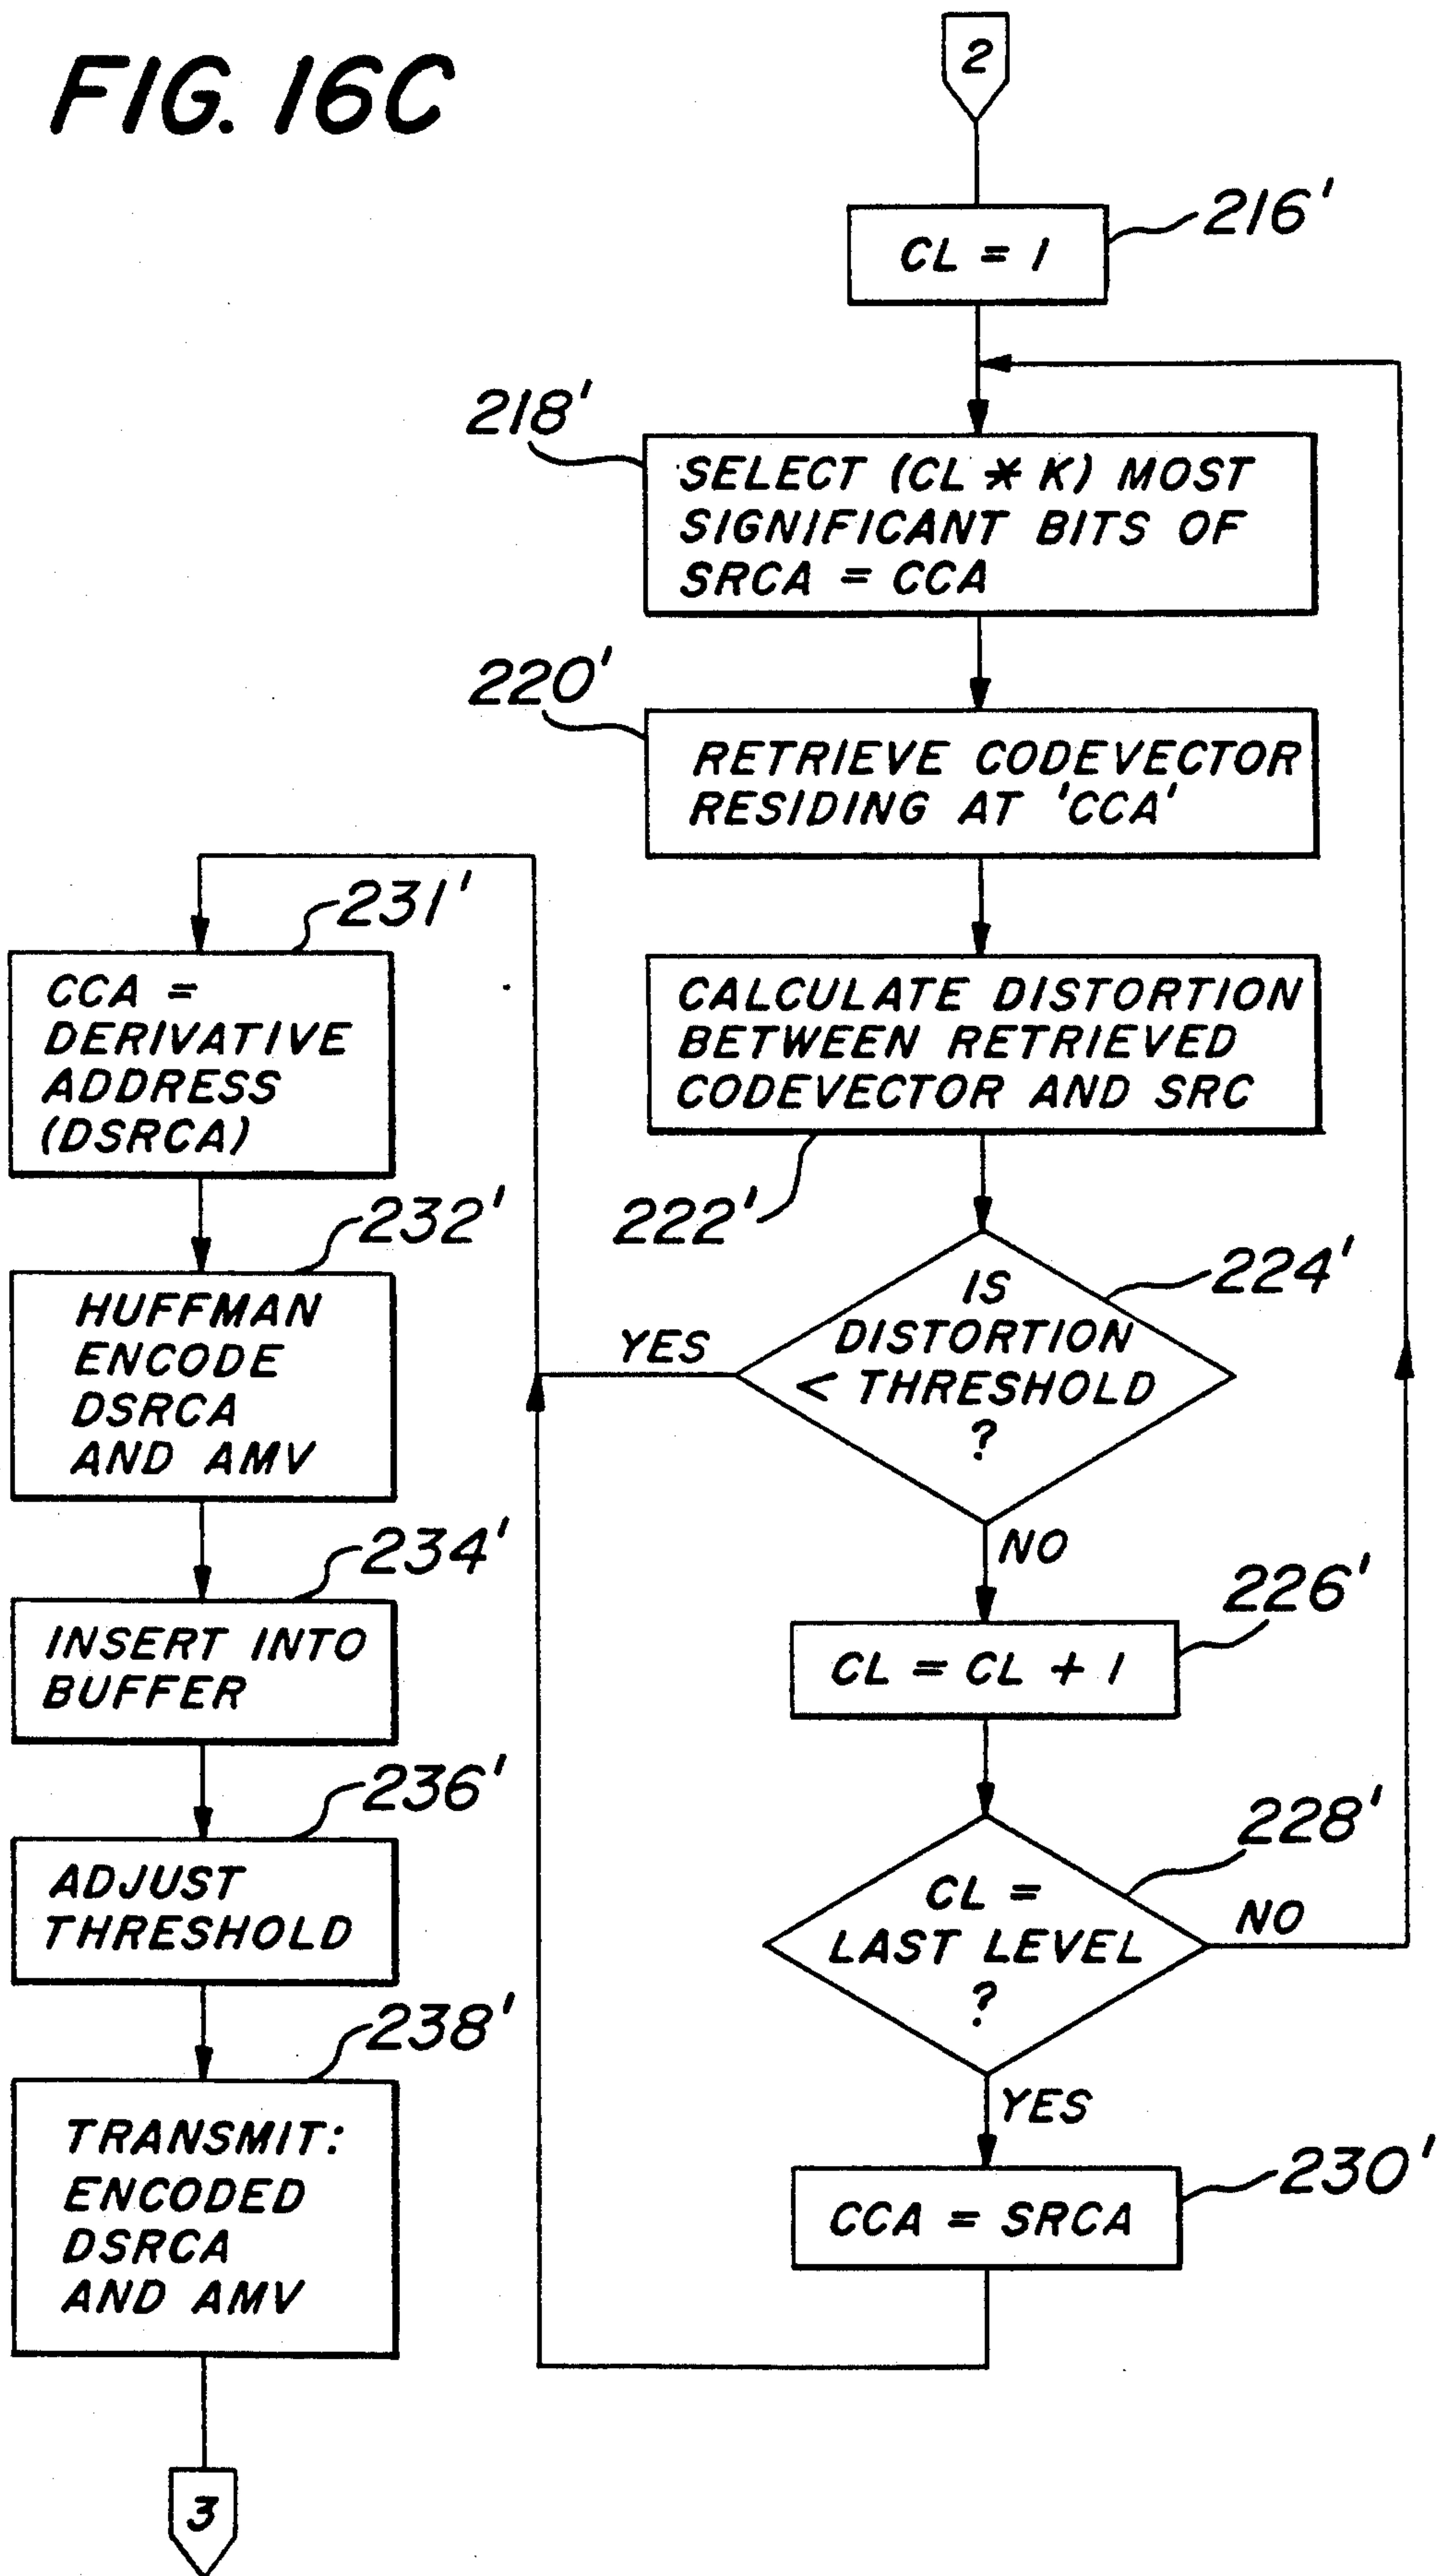 FIG. 16C
2
CL = 1
216'
218'
SELECT (CL * K) MOST
SIGNIFICANT BITS OF
SRCA = CCA
220'
RETRIEVE CODEVECTOR
RESIDING AT 'CCA'
CALCULATE DISTORTION
BETWEEN RETRIEVED
CODEVECTOR AND SRC
222'
IS
DISTORTION
< THRESHOLD
?
224'
YES
NO
226'
CL = CL + 1
228'
CL =
LAST LEVEL
?
NO
YES
230'
CCA = SRCA
231'
CCA =
DERIVATIVE
ADDRESS
(DSRCA)
232'
HUFFMAN
ENCODE
DSRCA
AND AMV
234'
INSERT INTO
BUFFER
236'
ADJUST
THRESHOLD
238'
TRANSMIT:
ENCODED
DSRCA
AND AMV
3